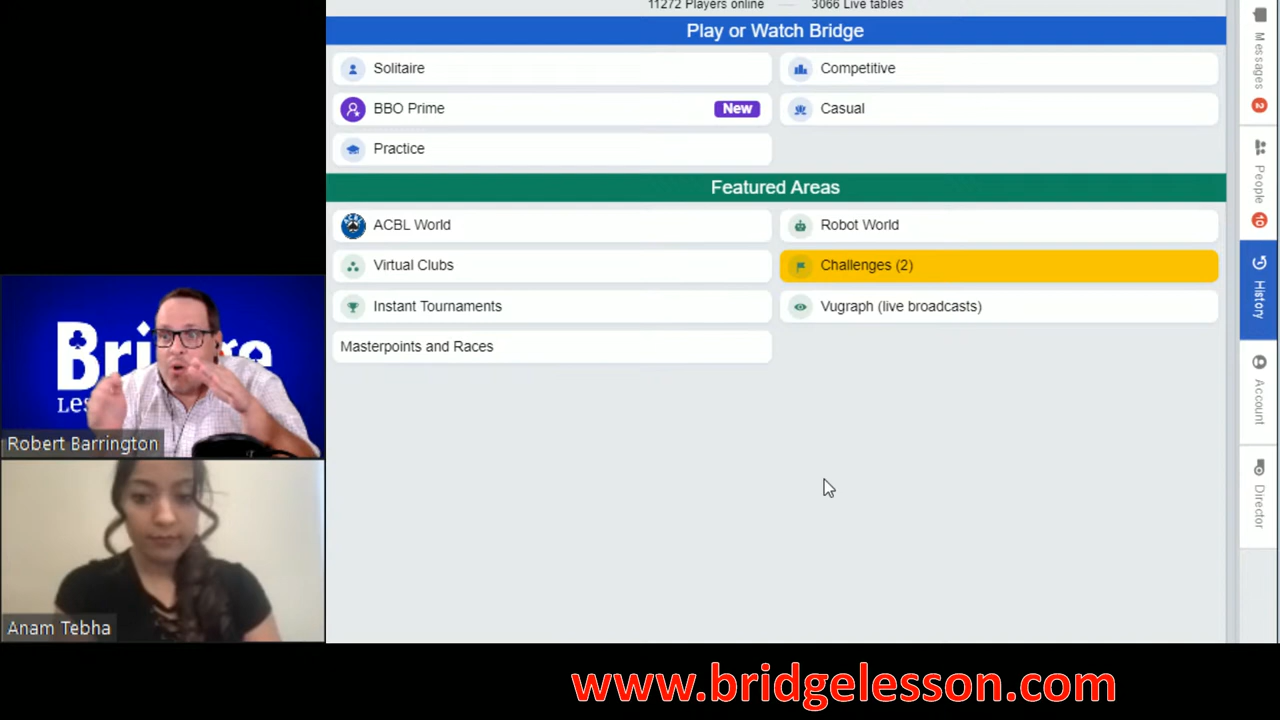 11272 Players online
3066 Live tables
Play or Watch Bridge
Solitaire
Competitive
BBO Prime
New
Casual
Practice
Featured Areas
ACBL World
Robot World
Virtual Clubs
Challenges (2)
Instant Tournaments
Vugraph (live broadcasts)
Masterpoints and Races
Messages
2
People
10
History
Account
Director
Robert Barrington
Anam Tebha
www.bridgelesson.com